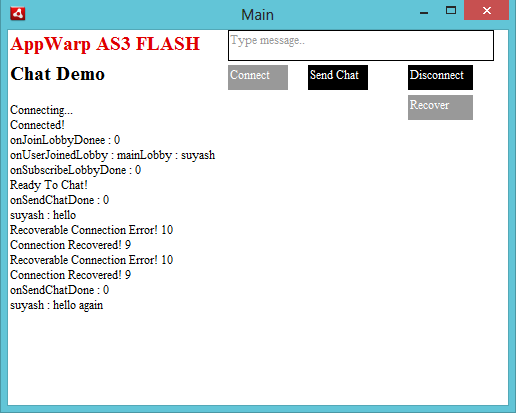 Main
AppWarp AS3 FLASH
Chat Demo
Type message..
Connect
Send Chat
Disconnect
Recover
Connecting...
Connected!
onJoinLobbyDonee : 0
onUserJoinedLobby : mainLobby : suyash
onSubscribeLobbyDone : 0
Ready To Chat!
onSendChatDone : 0
suyash : hello
Recoverable Connection Error! 10
Connection Recovered! 9
Recoverable Connection Error! 10
Connection Recovered! 9
onSendChatDone : 0
suyash : hello again